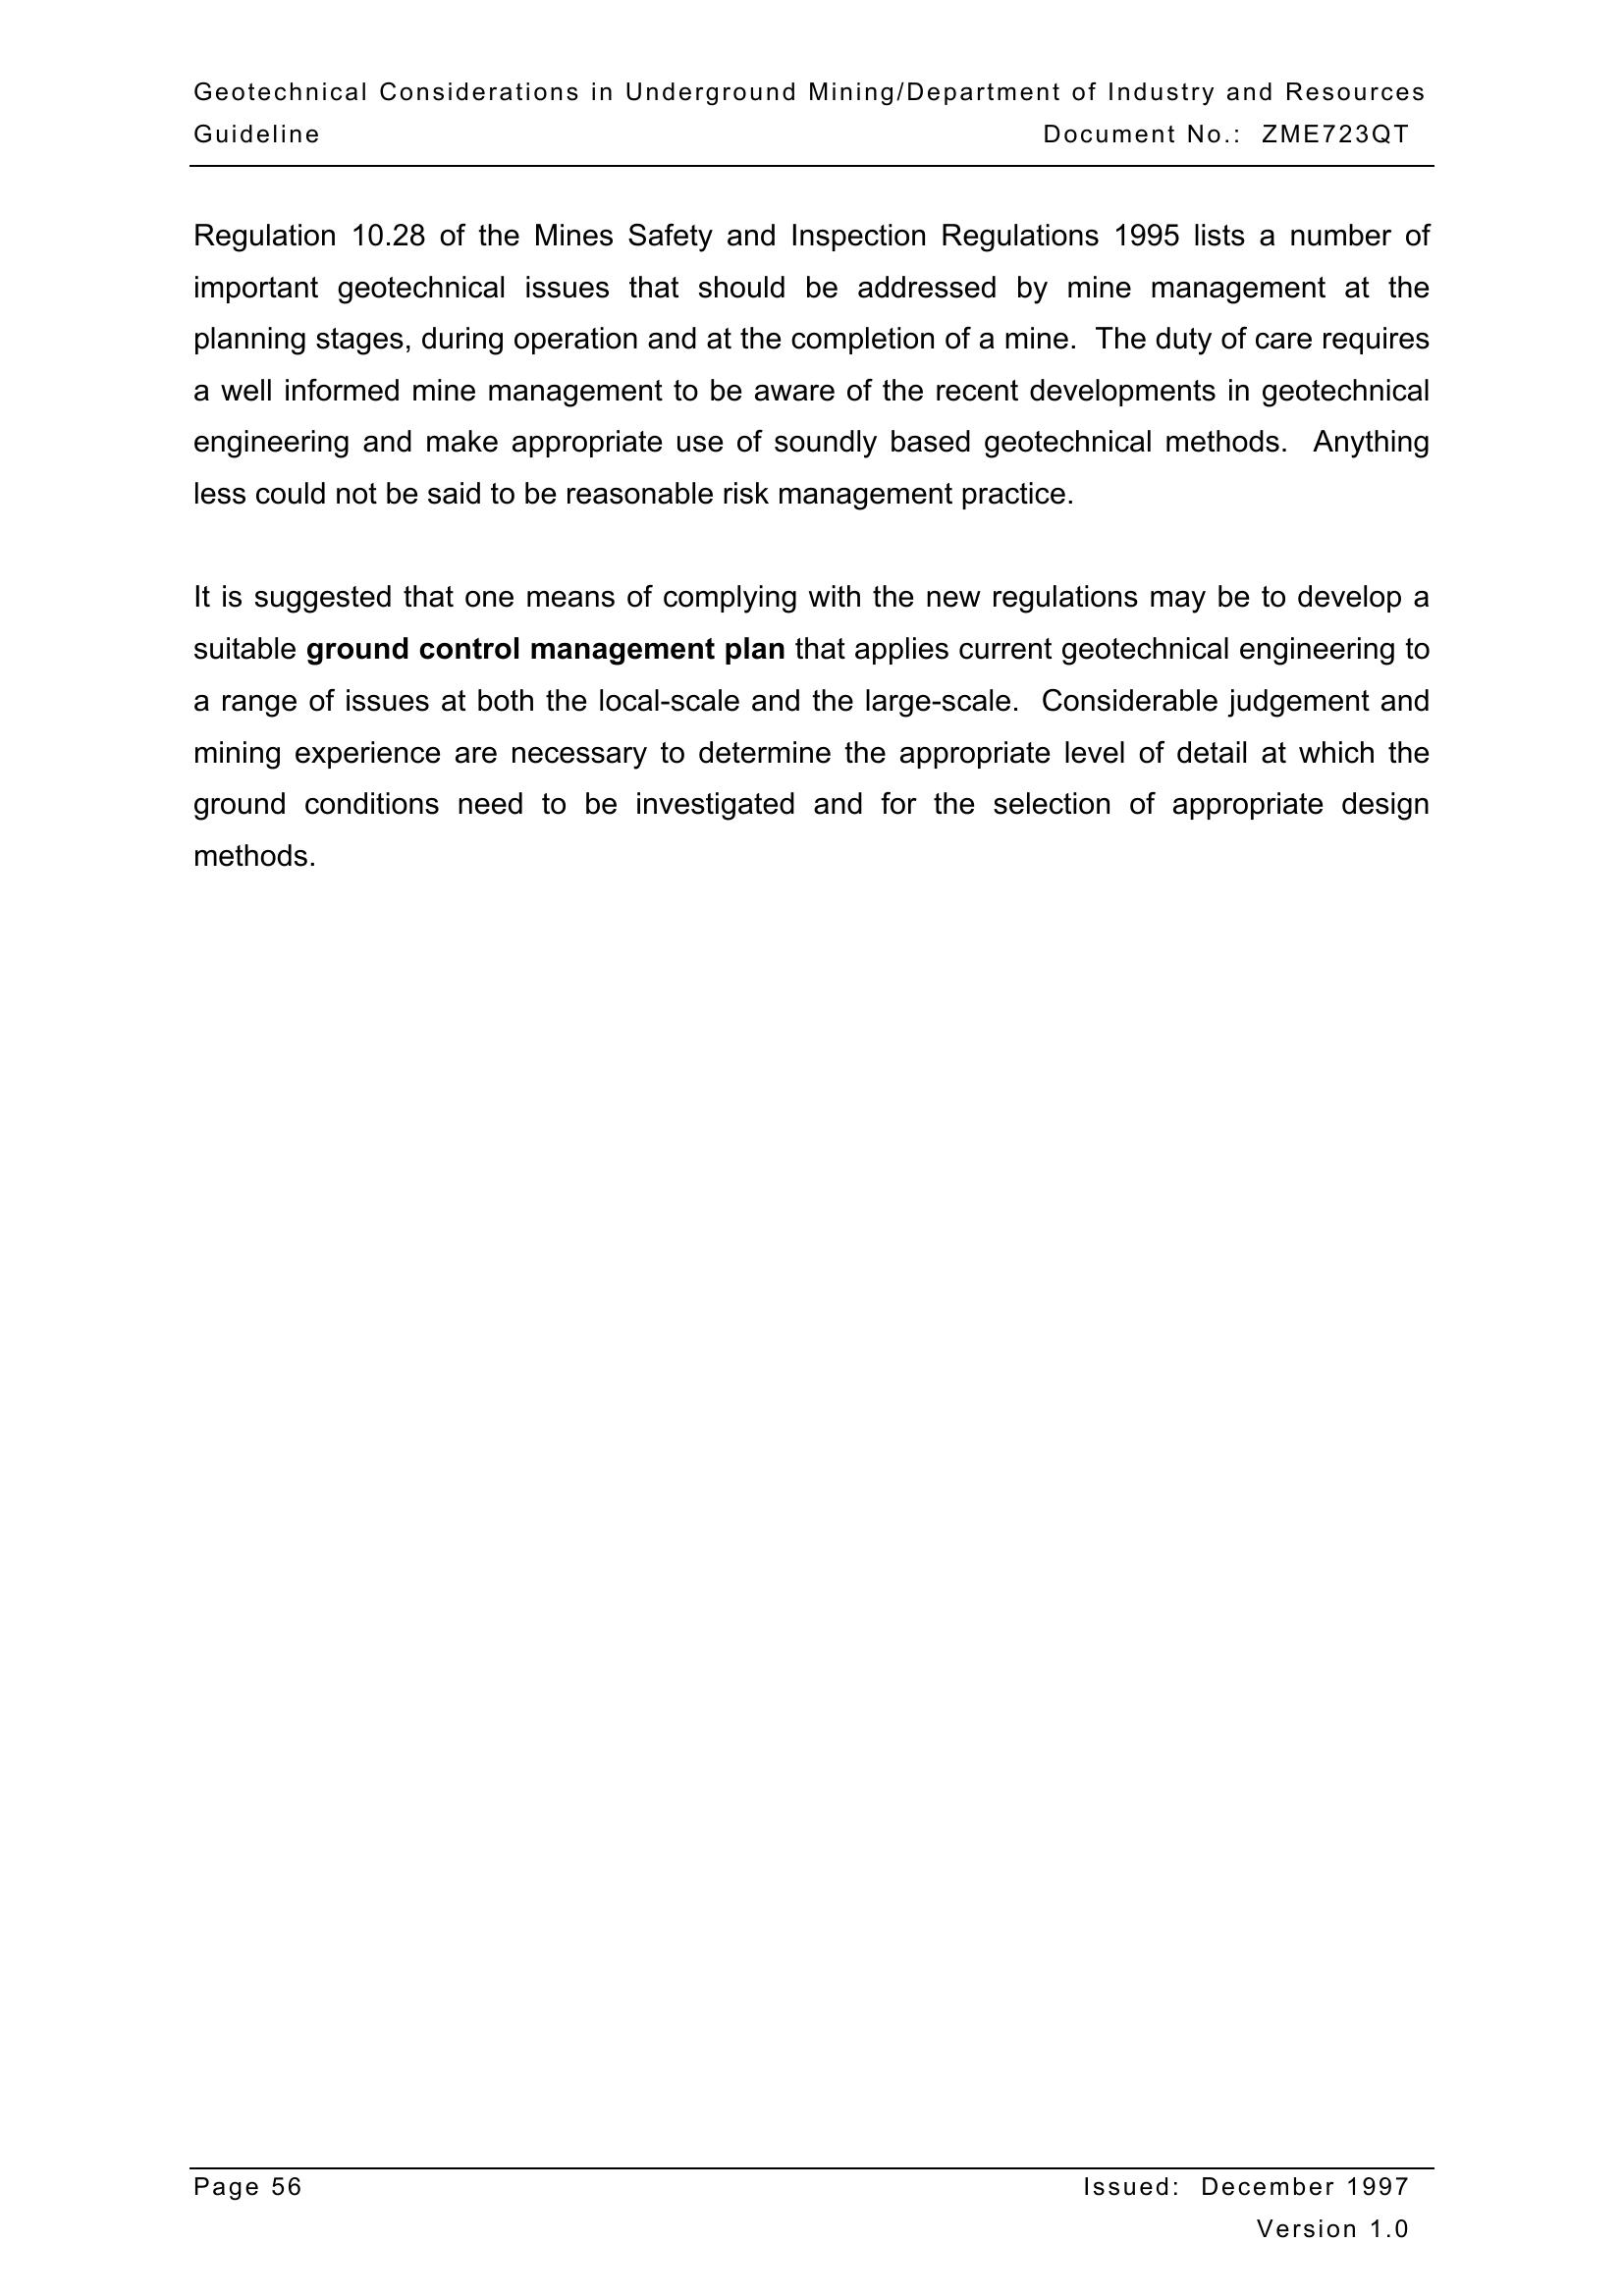 Geotechnical Considerations in Underground Mining/Department of Industry and Resources
Guideline Document No.: ZME723QT
Regulation 10.28 of the Mines Safety and Inspection Regulations 1995 lists a number of
important geotechnical issues that should be addressed by mine management at the
planning stages, during operation and at the completion of a mine. The duty of care requires
a well informed mine management to be aware of the recent developments in geotechnical
engineering and make appropriate use of soundly based geotechnical methods. Anything
less could not be said to be reasonable risk management practice.
It is suggested that one means of complying with the new regulations may be to develop a
suitable ground control management plan that applies current geotechnical engineering to
a range of issues at both the local-scale and the large-scale. Considerable judgement and
mining experience are necessary to determine the appropriate level of detail at which the
ground conditions need to be investigated and for the selection of appropriate design
methods.
Page 56 Issued: December 1997
Version 1.0